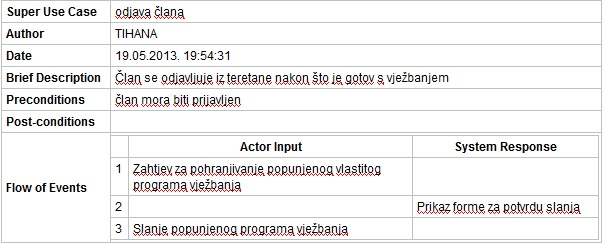 Super Use Case odjava člana
Author TIHANA
Date 19.05.2013. 19:54:31
Brief Description Član se odjavljuje iz teretane nakon što je gotov s vježbanjem
Preconditions član mora biti prijavljen
Post-conditions
Flow of Events
Actor Input System Response
1 Zahtjev za pohranjivanje popunjenog vlastitog
programa vježbanja
2 Prikaz forme za potvrdu slanja
3 Slanje popunjenog programa vježbanja